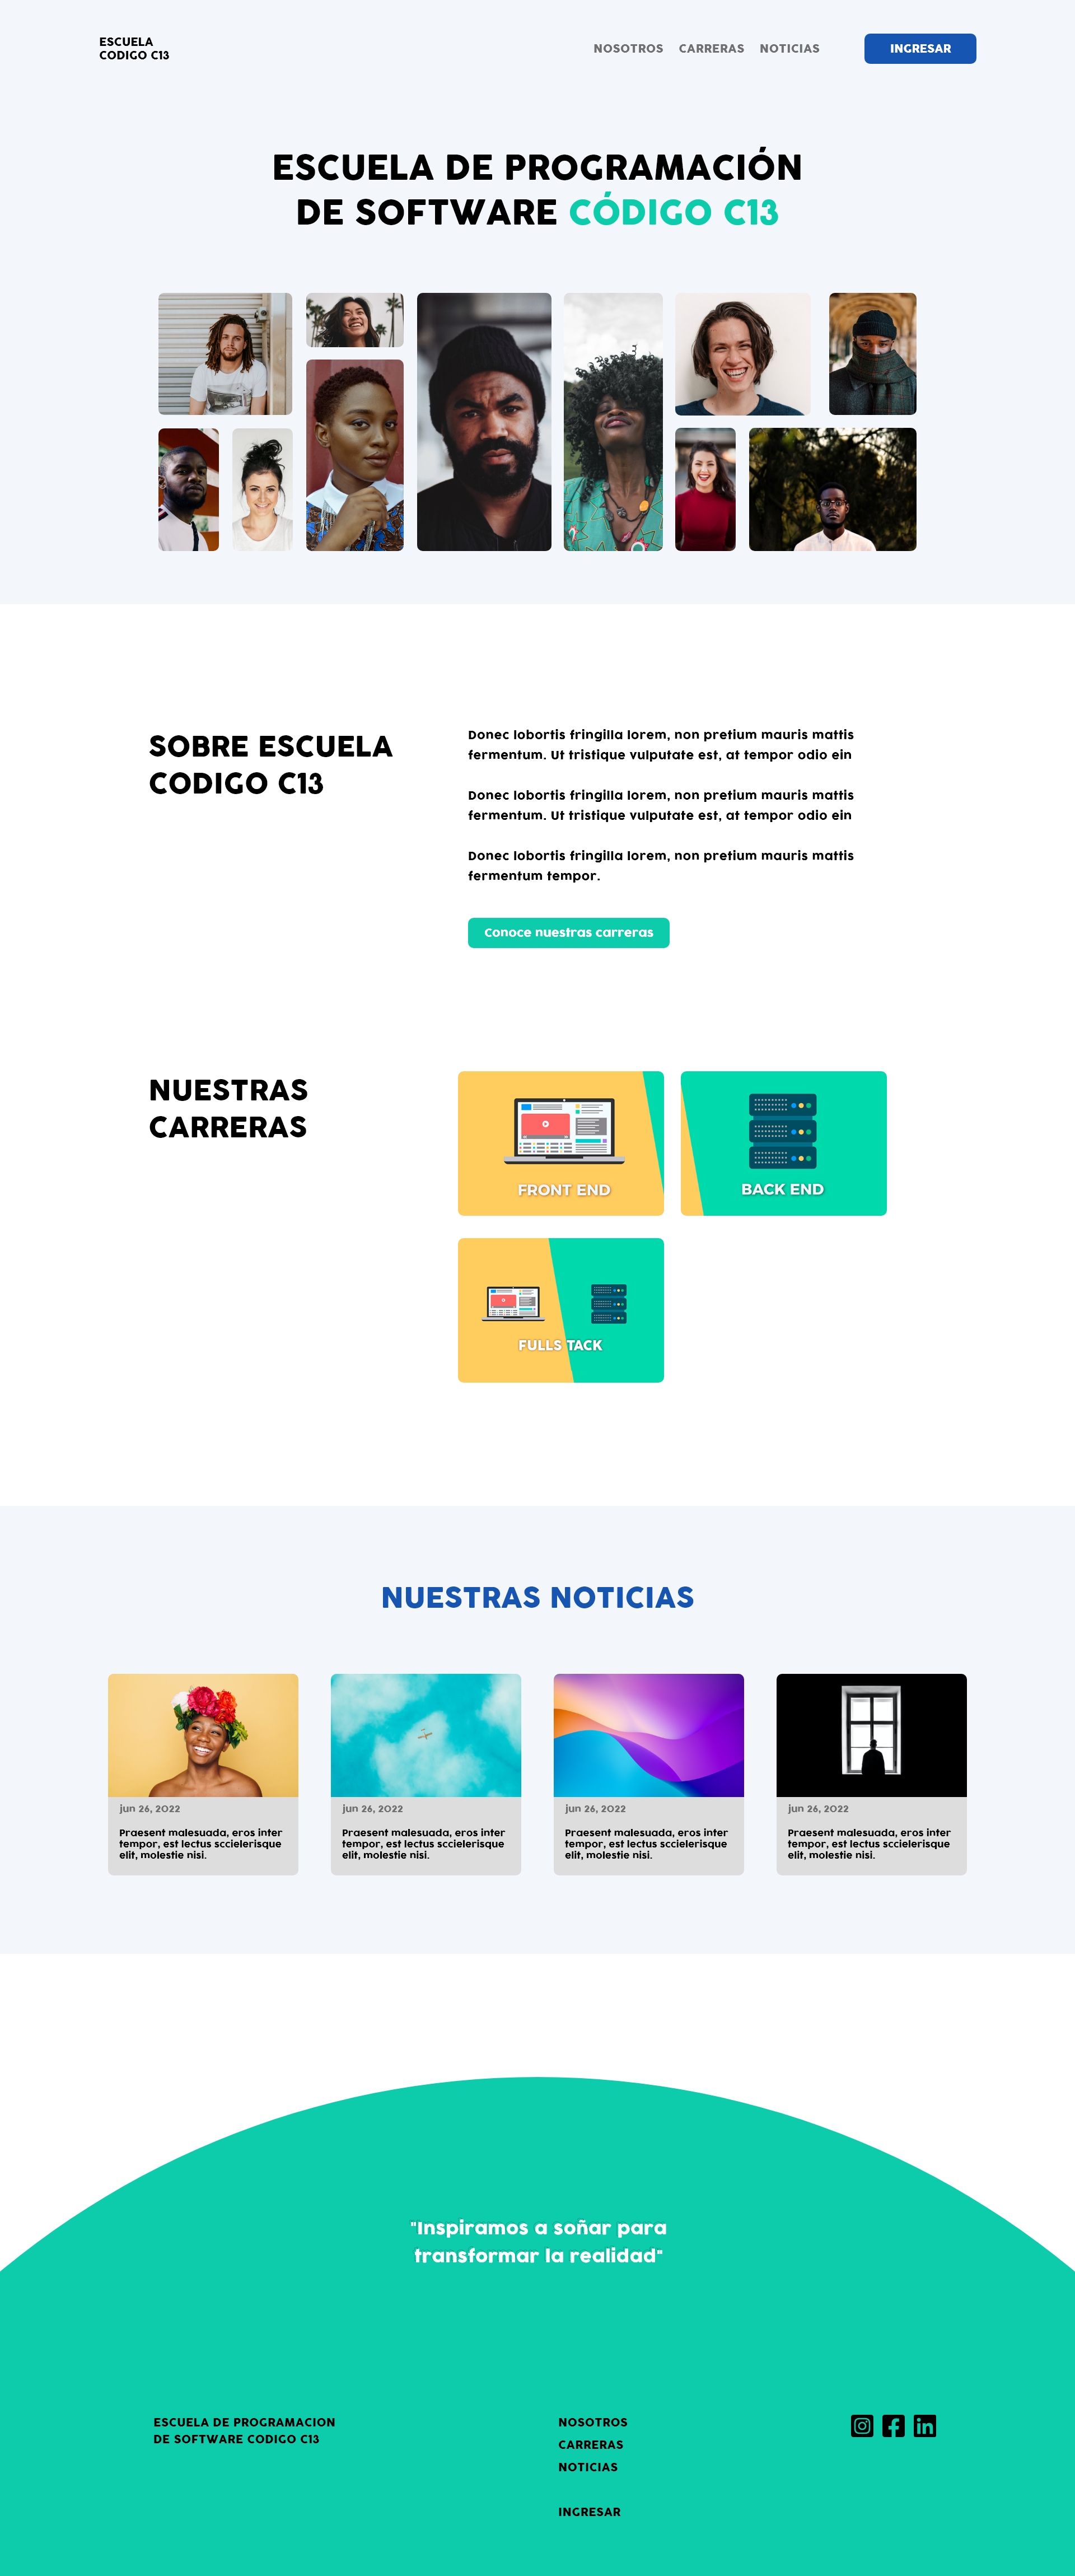 ESCUELA
CODIGO C13
NOSOTROS CARRERAS NOTICIAS INGRESAR
ESCUELA DE PROGRAMACIÓN
DE SOFTWARE CÓDIGO C13
SOBRE ESCUELA
CODIGO C13
Donec lobortis fringilla lorem, non pretium mauris mattis
fermentum. Ut tristique vulputate est, at tempor odio ein
Donec lobortis fringilla lorem, non pretium mauris mattis
fermentum. Ut tristique vulputate est, at tempor odio ein
Donec lobortis fringilla lorem, non pretium mauris mattis
fermentum tempor.
Conoce nuestras carreras
NUESTRAS
CARRERAS
FRONT END
BACK END
FULLS TACK
NUESTRAS NOTICIAS
jun 26, 2022
Praesent malesuada, eros inter
tempor, est lectus sccielerisque
elit, molestie nisi.
jun 26, 2022
Praesent malesuada, eros inter
tempor, est lectus sccielerisque
elit, molestie nisi.
jun 26, 2022
Praesent malesuada, eros inter
tempor, est lectus sccielerisque
elit, molestie nisi.
jun 26, 2022
Praesent malesuada, eros inter
tempor, est lectus sccielerisque
elit, molestie nisi.
"Inspiramos a soñar para
transformar la realidad"
ESCUELA DE PROGRAMACION
DE SOFTWARE CODIGO C13
NOSOTROS
CARRERAS
NOTICIAS
INGRESAR